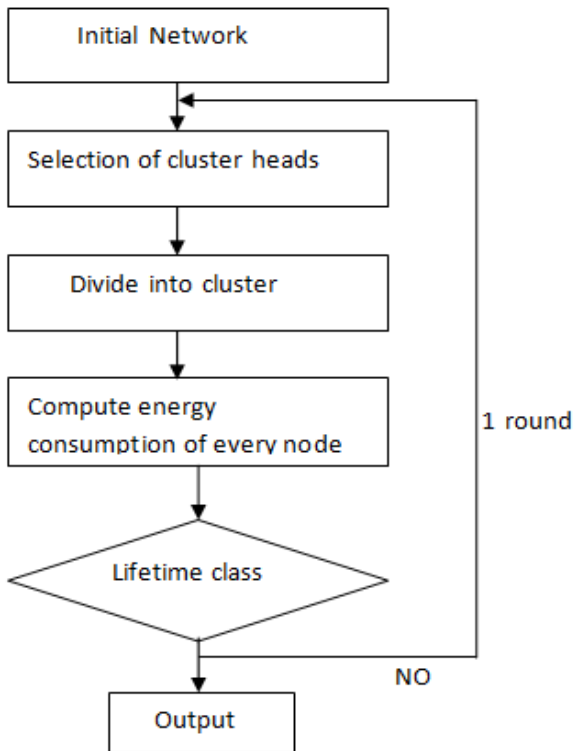 Initial Network
Selection of cluster heads
Divide into cluster
Compute energy
consumption of every node
1 round
Lifetime class
NO
Output